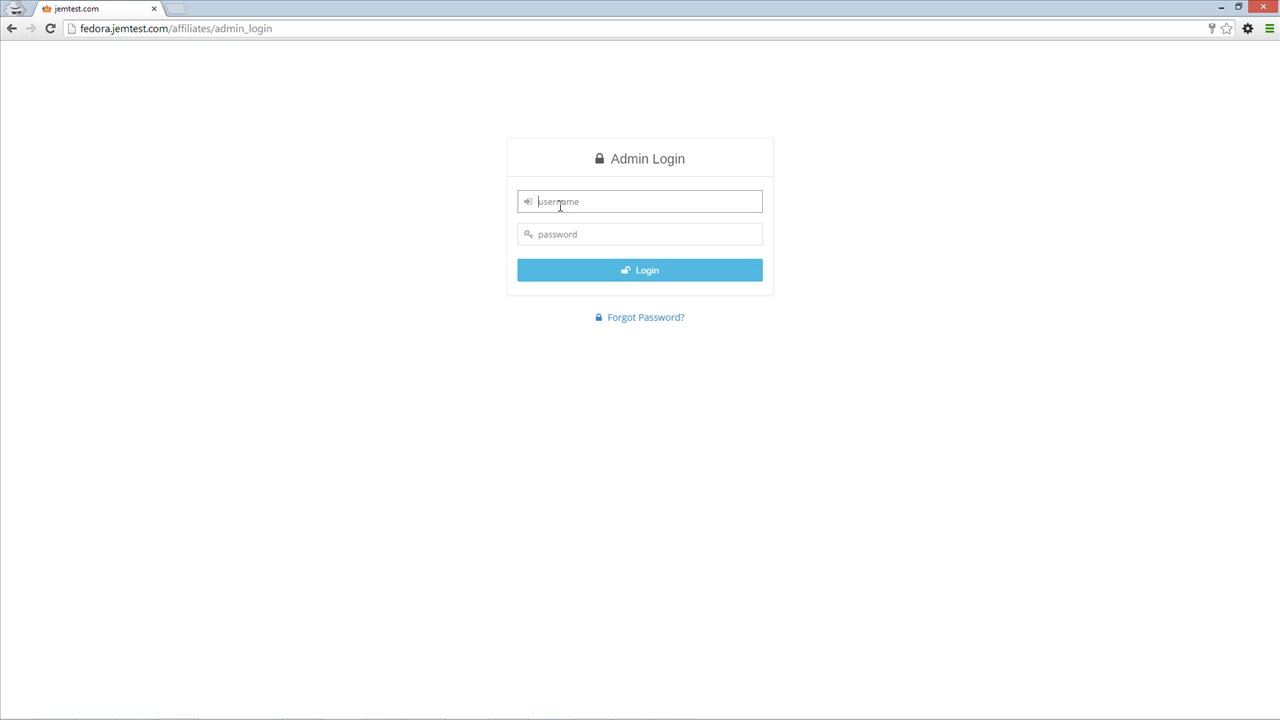 jemtest.com
fedora.jemtest.com/affiliates/admin_login
Admin Login
username
password
Login
Forgot Password?